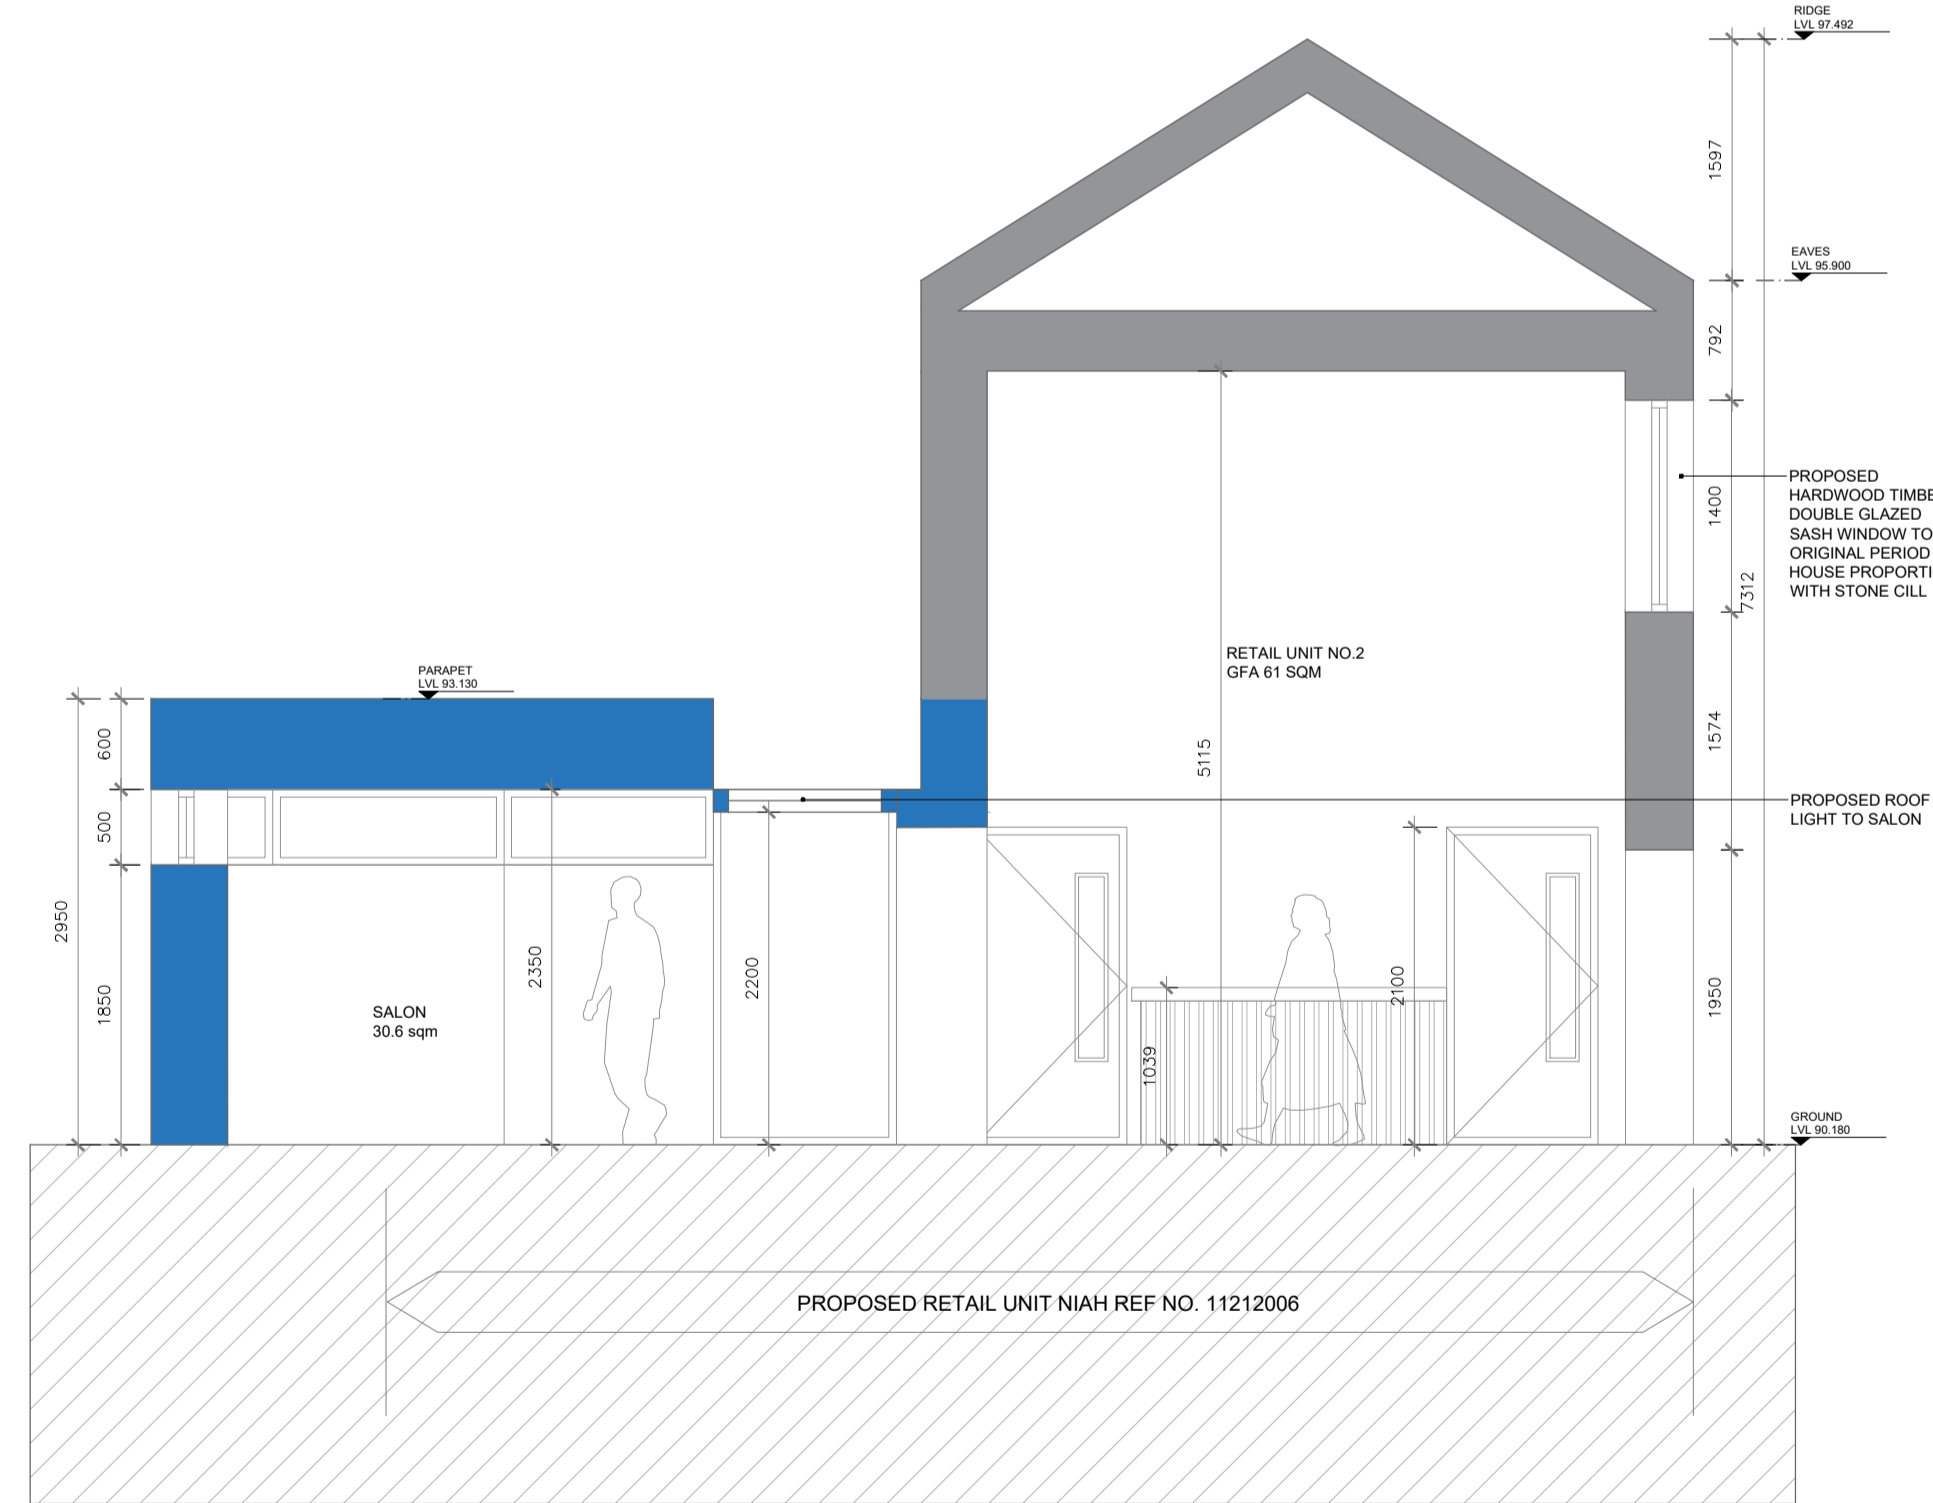 RIDGE
LVL 97.492
1597
EAVES
LVL 95.900
792
PROPOSED
HARDWOOD TIMBE
DOUBLE GLAZED
SASH WINDOW TO
ORIGINAL PERIOD
HOUSE PROPORTI
WITH STONE CILL
1400
7312
RETAIL UNIT NO.2
GFA 61 SQM
PARAPET
LVL 93.130
600
1574
5115
PROPOSED ROOF
LIGHT TO SALON
500
2950
2350
2200
2100
1850
1950
SALON
30.6 sqm
1039
GROUND
LVL 90.180
PROPOSED RETAIL UNIT NIAH REF NO. 11212006